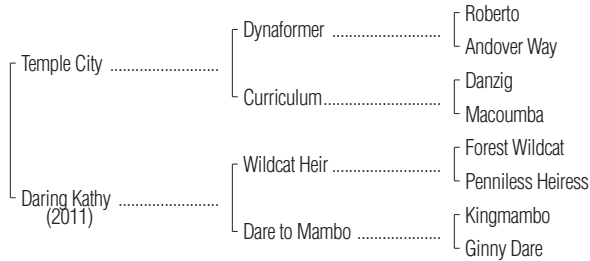 Roberto
Dynaformer ........................
Andover Way
Temple City ........................
Danzig
Curriculum..........................
Macoumba
Forest Wildcat
Wildcat Heir ........................
Penniless Heiress
Daring Kathy ......................
(2011)
Kingmambo
Dare to Mambo ..................
Ginny Dare